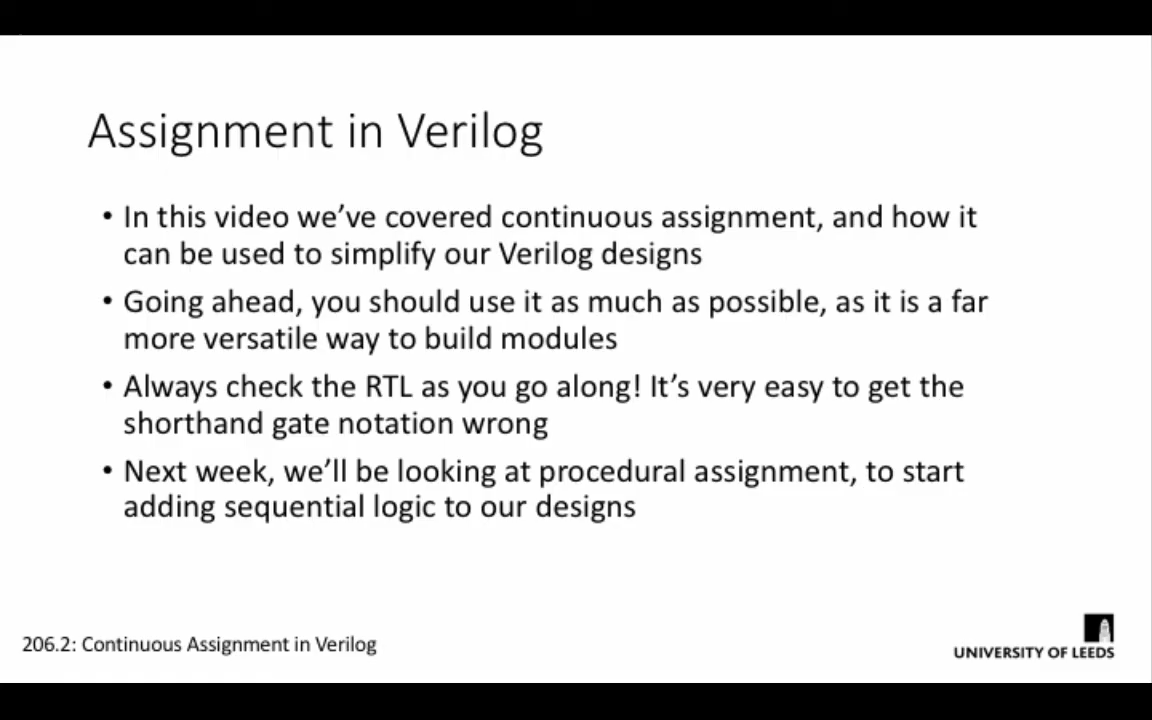 Assignment in Verilog
• In this video we’ve covered continuous assignment, and how it
can be used to simplify our Verilog designs
• Going ahead, you should use it as much as possible, as it is a far
more versatile way to build modules
• Always check the RTL as you go along! It’s very easy to get the
shorthand gate notation wrong
• Next week, we’ll be looking at procedural assignment, to start
adding sequential logic to our designs
206.2: Continuous Assignment in Verilog
UNIVERSITY OF LEEDS